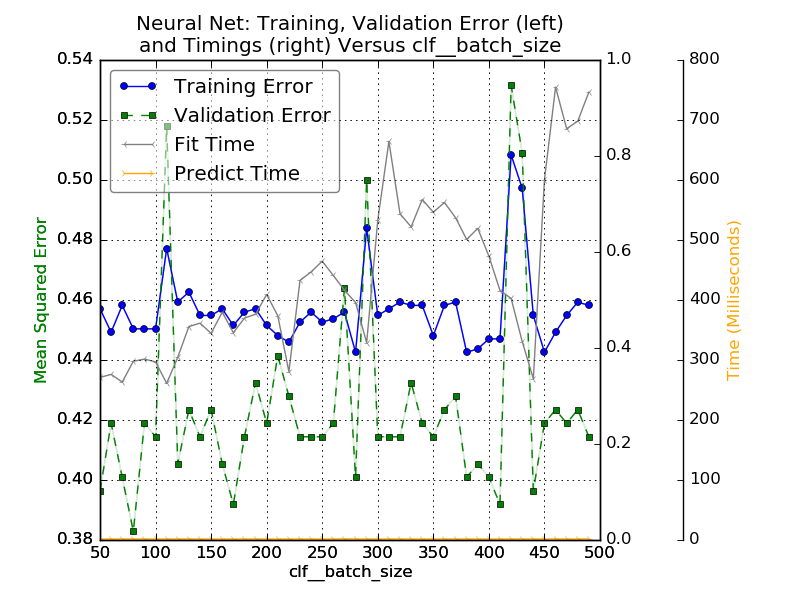 Neural Net: Training, Validation Error (left)
and Timings (right) Versus clf__batch_size
Training Error
Validation Error
Fit Time
Predict Time
Mean Squared Error
0.54
0.52
0.50
0.48
0.46
0.44
0.42
0.40
0.38
1.0
0.8
0.6
0.4
0.2
0.0
800
700
600
500
400
300
200
100
0
Time (Milliseconds)
50 100 150 200 250 300 350 400 450 500
clf__batch_size